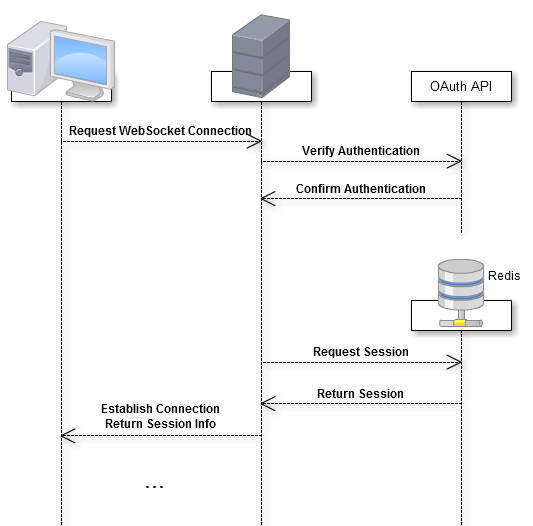 OAuth API
Request WebSocket Connection
Verify Authentication
Confirm Authentication
Redis
Request Session
Return Session
Establish Connection
Return Session Info
...